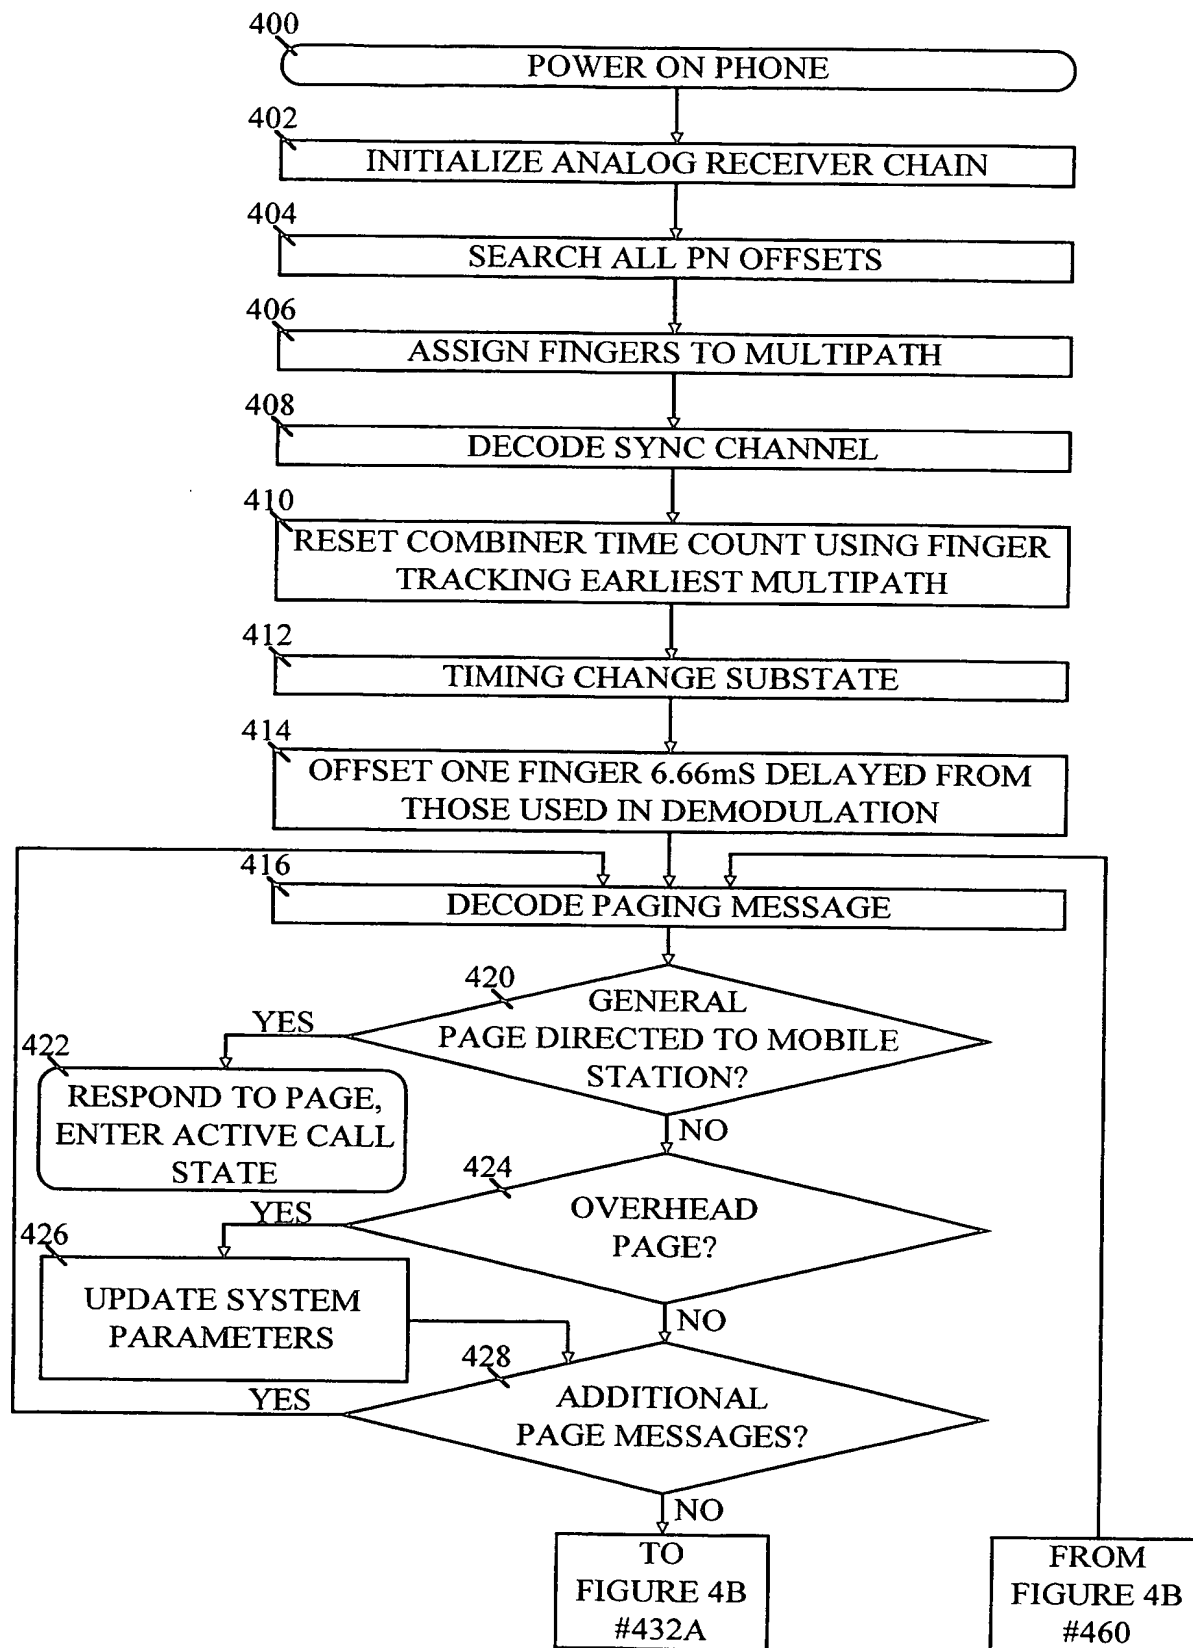 400
POWER ON PHONE
402
INITIALIZE ANALOG RECEIVER CHAIN
404
SEARCH ALL PN OFFSETS
406
ASSIGN FINGERS TO MULTIPATH
408
DECODE SYNC CHANNEL
410
RESET COMBINER TIME COUNT USING FINGER
TRACKING EARLIEST MULTIPATH
412
TIMING CHANGE SUBSTATE
414
OFFSET ONE FINGER 6.66mS DELAYED FROM
THOSE USED IN DEMODULATION
416
DECODE PAGING MESSAGE
420
GENERAL
PAGE DIRECTED TO MOBILE
STATION?
YES
422
RESPOND TO PAGE,
ENTER ACTIVE CALL
STATE
NO
424
OVERHEAD
PAGE?
YES
426
UPDATE SYSTEM
PARAMETERS
NO
428
ADDITIONAL
PAGE MESSAGES?
YES
NO
TO
FIGURE 4B
#432A
FROM
FIGURE 4B
#460